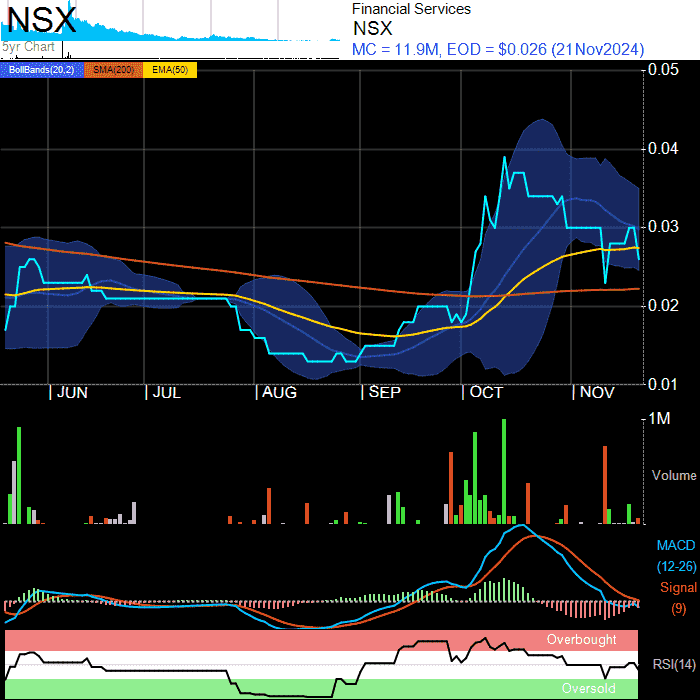 NSX
5yr Chart
Financial Services
NSX
MC = 11.9M, EOD = $0.026 (21Nov2024)
BollBands(20,2) SMA(200) EMA(50)
0.05
0.04
0.03
0.02
0.01
JUN JUL AUG SEP OCT NOV
1M
Volume
MACD
(12-26)
Signal
(9)
Overbought
RSI(14)
Oversold